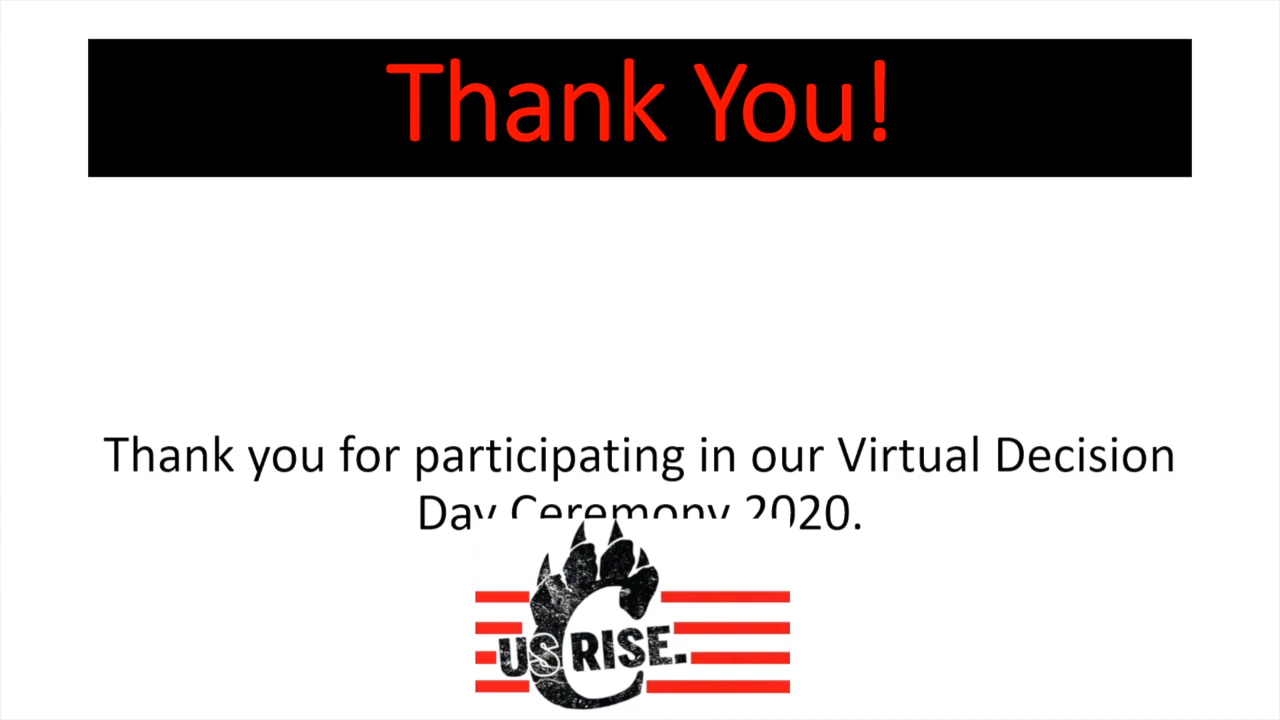 Thank You!
Thank you for participating in our Virtual Decision
Day Ceremony 2020.
US RISE.